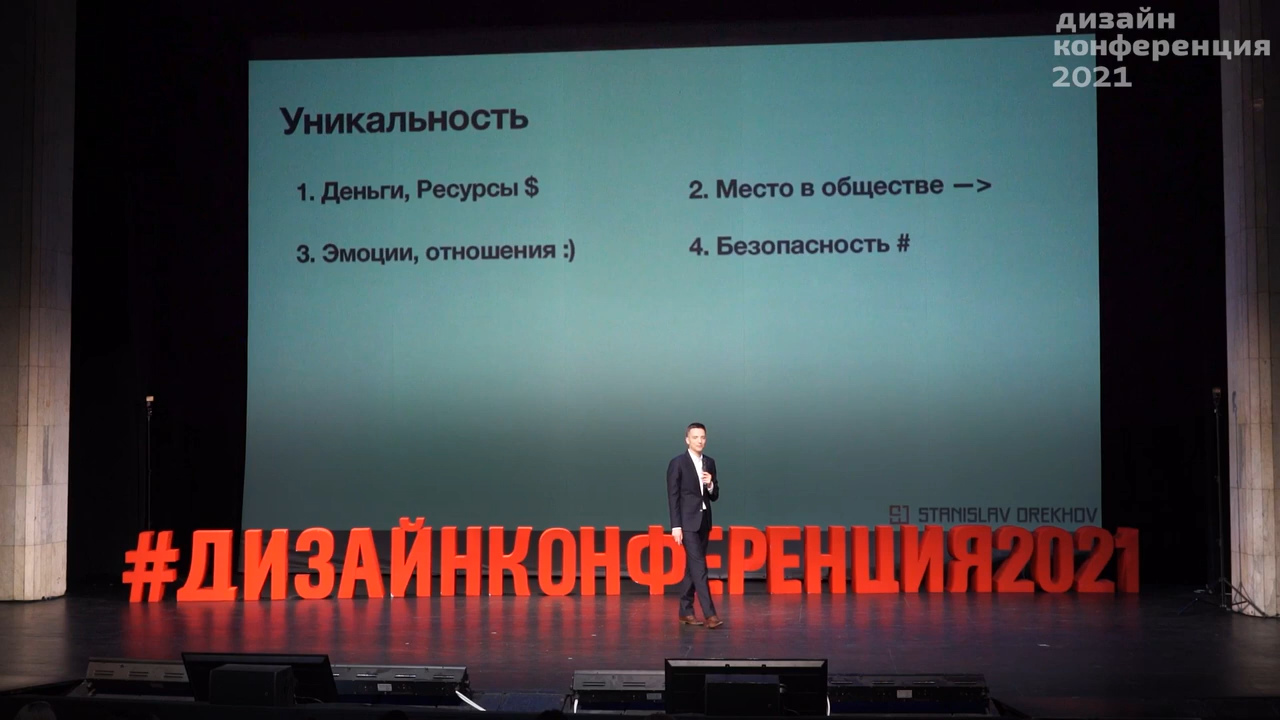 дизайн
конференция
2021
Уникальность
1. Деньги, Ресурсы $
2. Место в обществе —>
3. Эмоции, отношения :)
4. Безопасность #
STANISLAV OREKHOV
#ДИЗАЙНКОНФЕРЕНЦИЯ2021